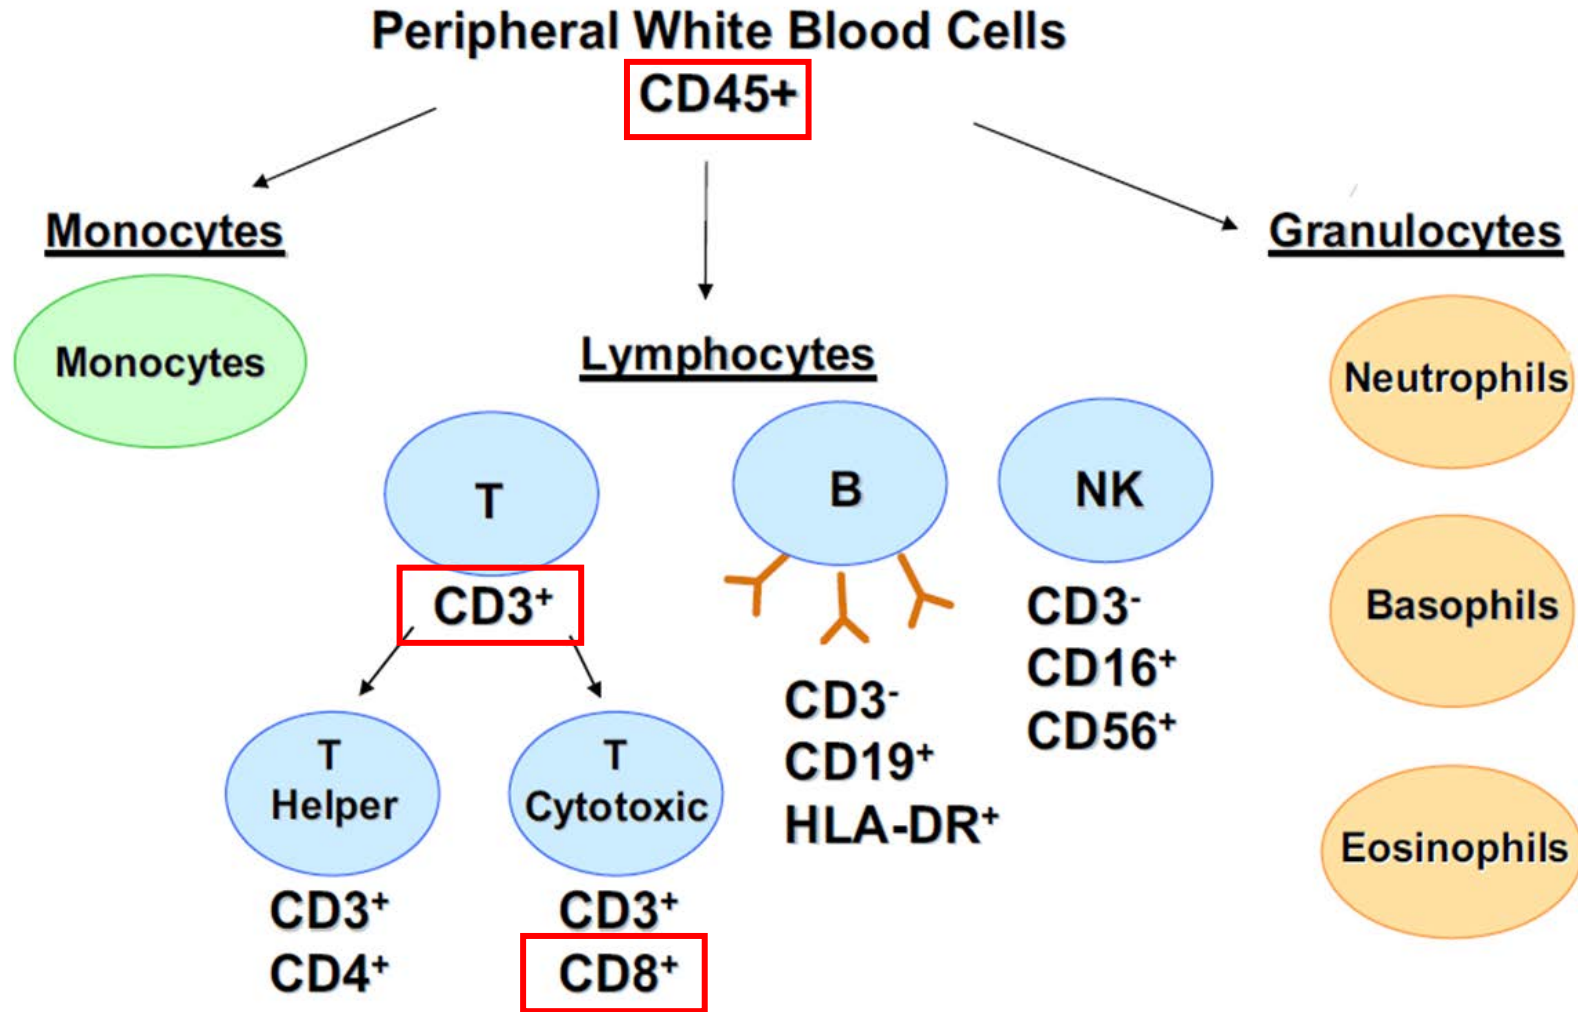 Peripheral White Blood Cells
CD45+
Monocytes
Monocytes
Lymphocytes
T
CD3⁺
T
Helper
CD3⁺
CD4⁺
T
Cytotoxic
CD3⁺
CD8⁺
B
CD3⁻
CD19⁺
HLA-DR⁺
NK
CD3⁻
CD16⁺
CD56⁺
Granulocytes
Neutrophils
Basophils
Eosinophils